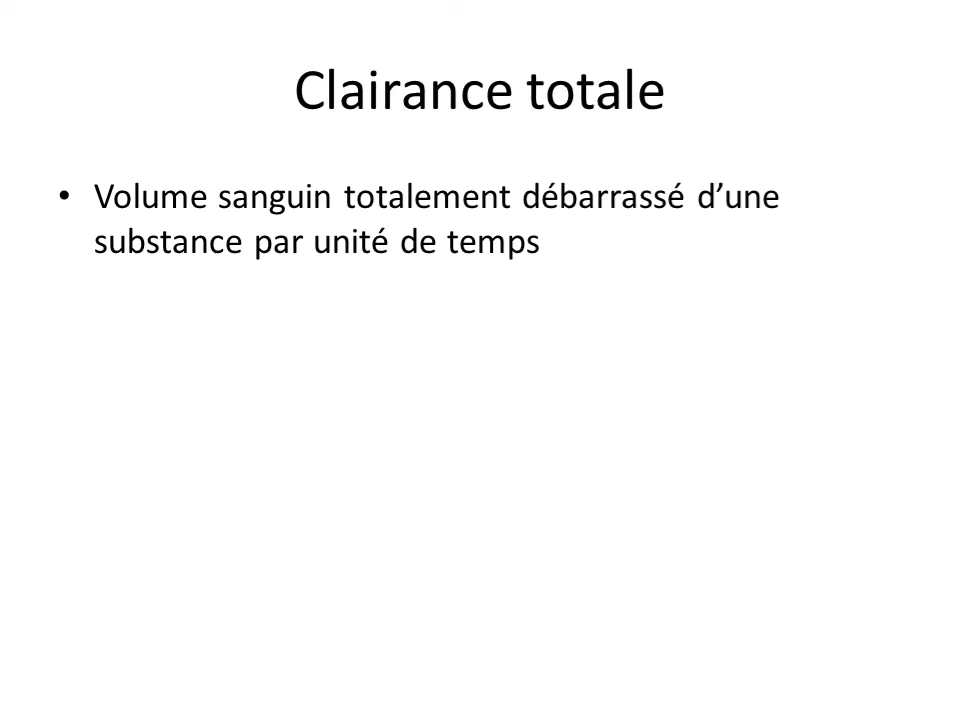 Clairance totale
• Volume sanguin totalement débarrassé d’une
substance par unité de temps